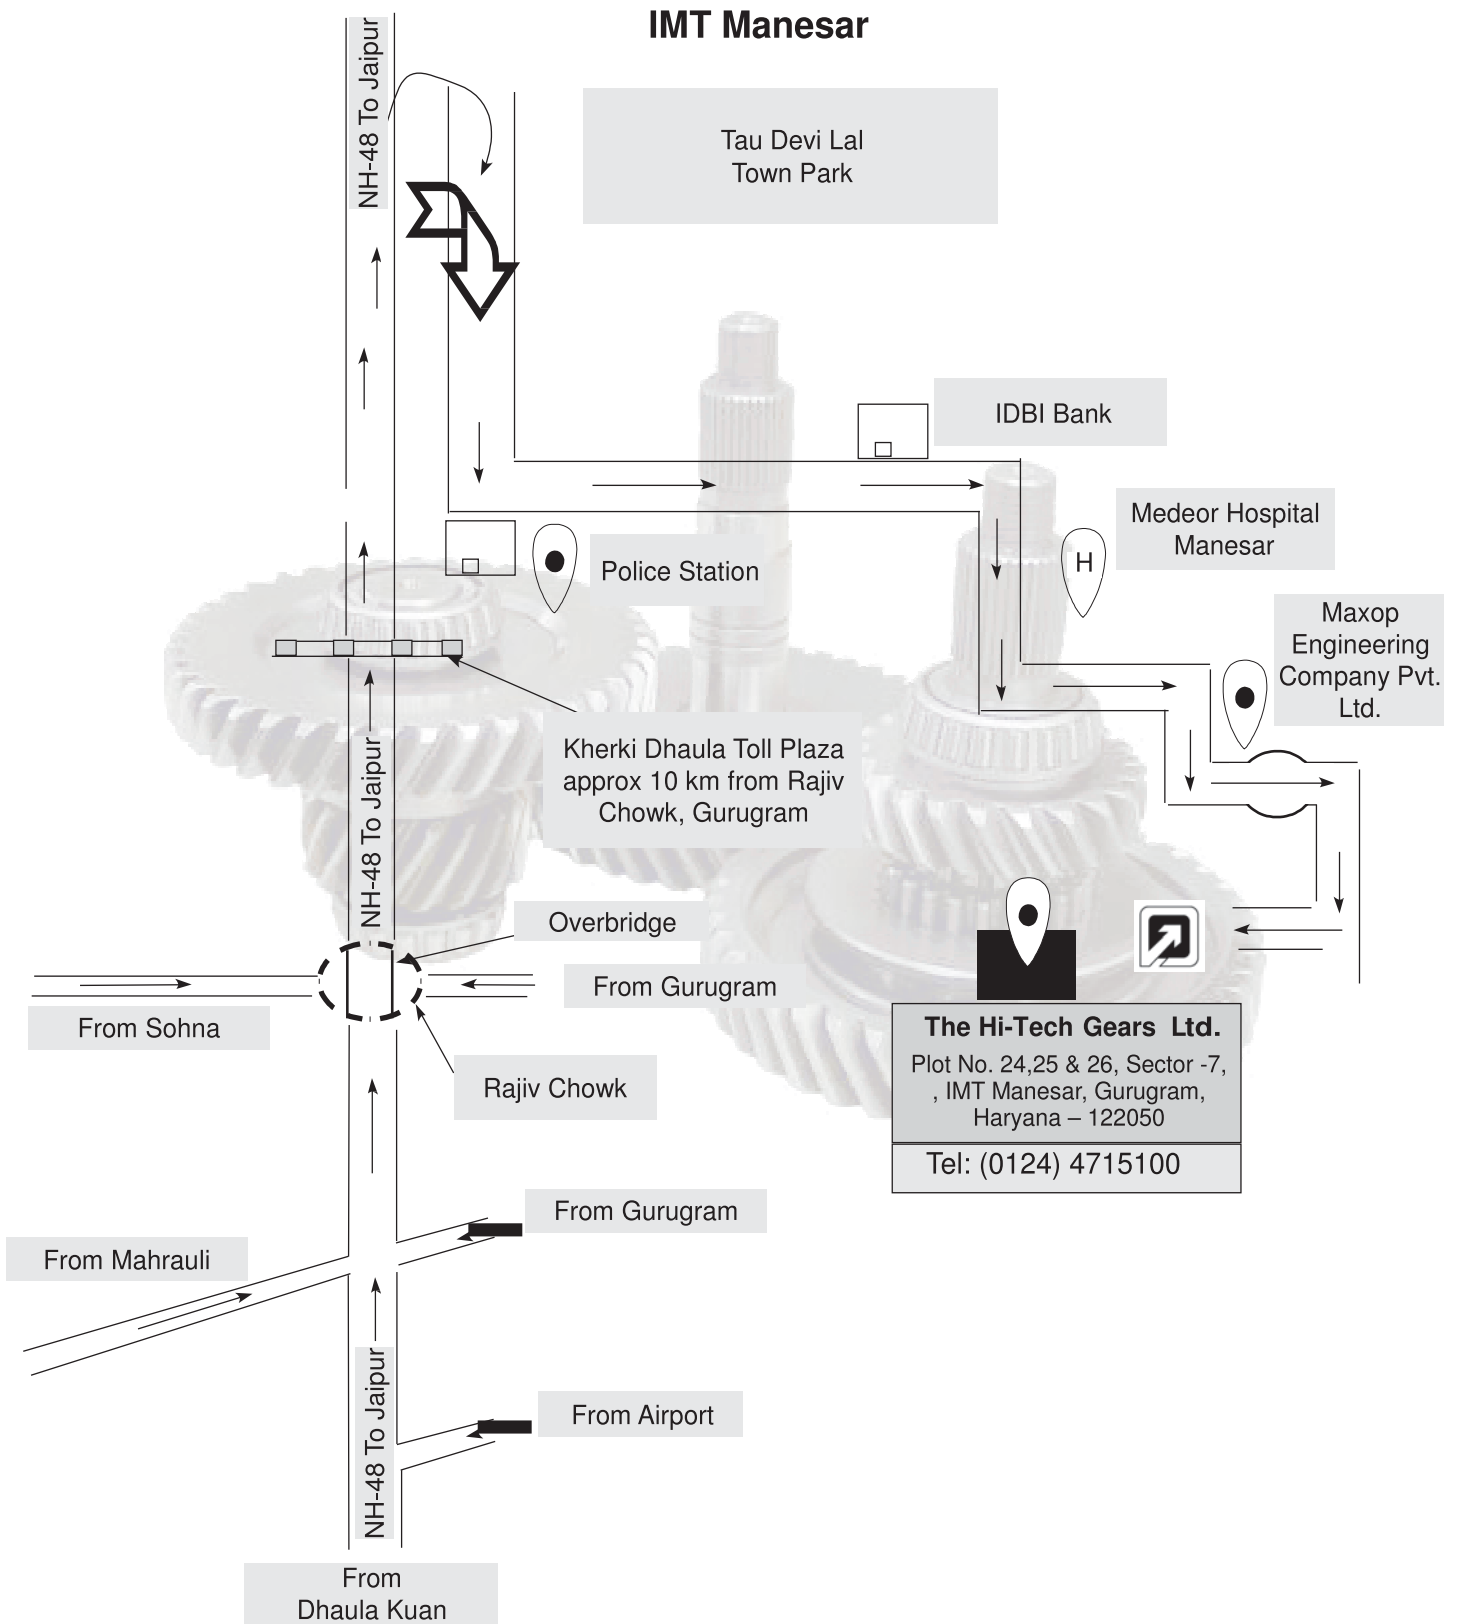 IMT Manesar
NH-48 To Jaipur
Tau Devi Lal
Town Park
IDBI Bank
Medeor Hospital
Manesar
H
Police Station
Maxop
Engineering
Company Pvt.
Ltd.
Kherki Dhaula Toll Plaza
approx 10 km from Rajiv
Chowk, Gurugram
NH-48 To Jaipur
Overbridge
From Gurugram
From Sohna
Rajiv Chowk
The Hi-Tech Gears Ltd.
Plot No. 24,25 & 26, Sector -7,
, IMT Manesar, Gurugram,
Haryana – 122050
Tel: (0124) 4715100
From Gurugram
From Mahrauli
NH-48 To Jaipur
From Airport
From
Dhaula Kuan